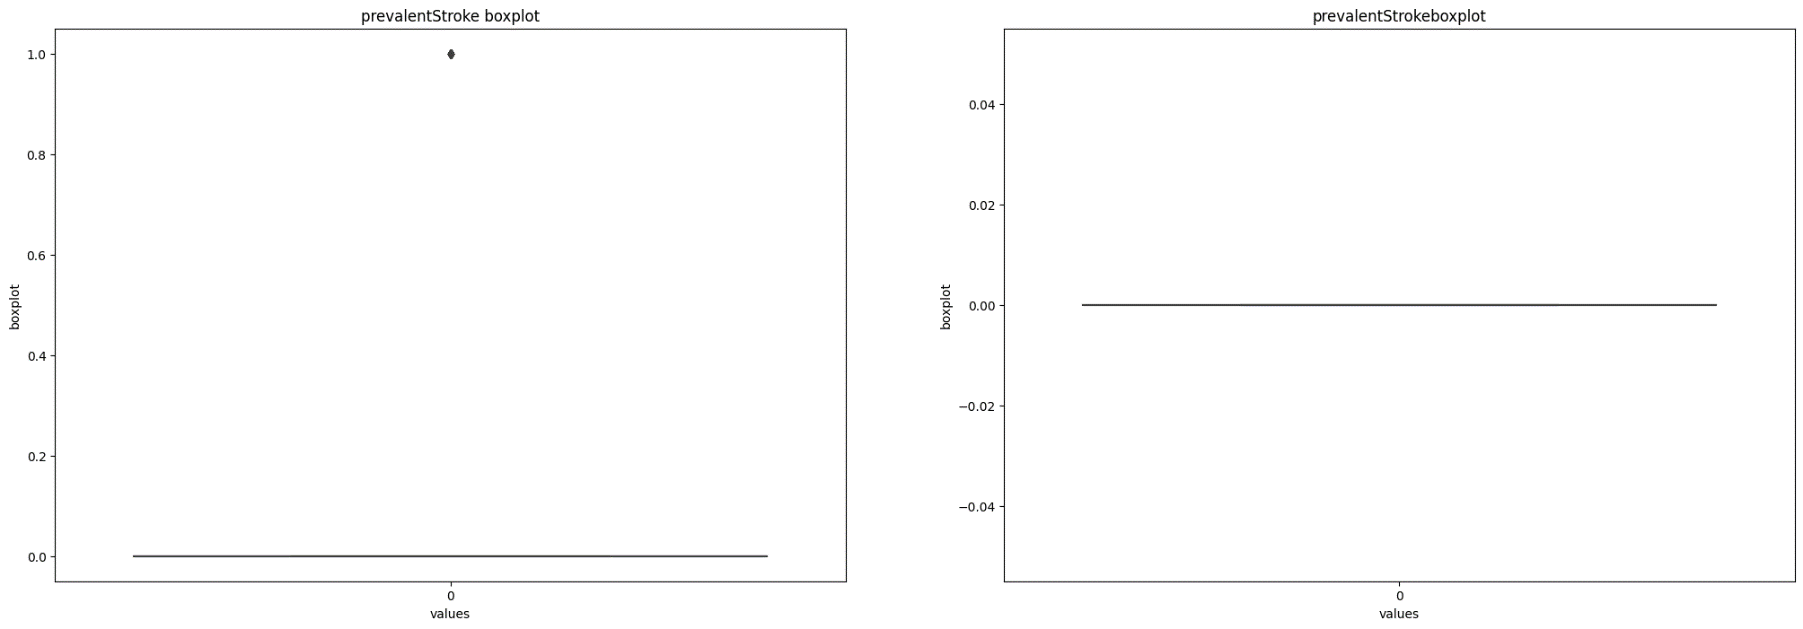 prevalentStroke boxplot
1.0
0.8
0.6
0.4
0.2
0.0
boxplot
0
values
prevalentStrokeboxplot
0.04
0.02
0.00
−0.02
−0.04
boxplot
0
values